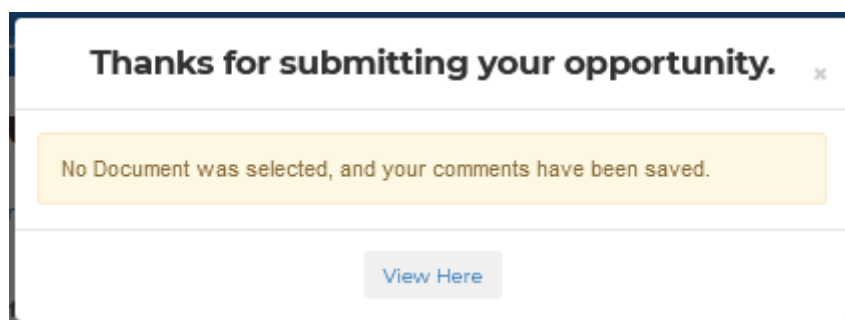 Thanks for submitting your opportunity.
×
No Document was selected, and your comments have been saved.
View Here